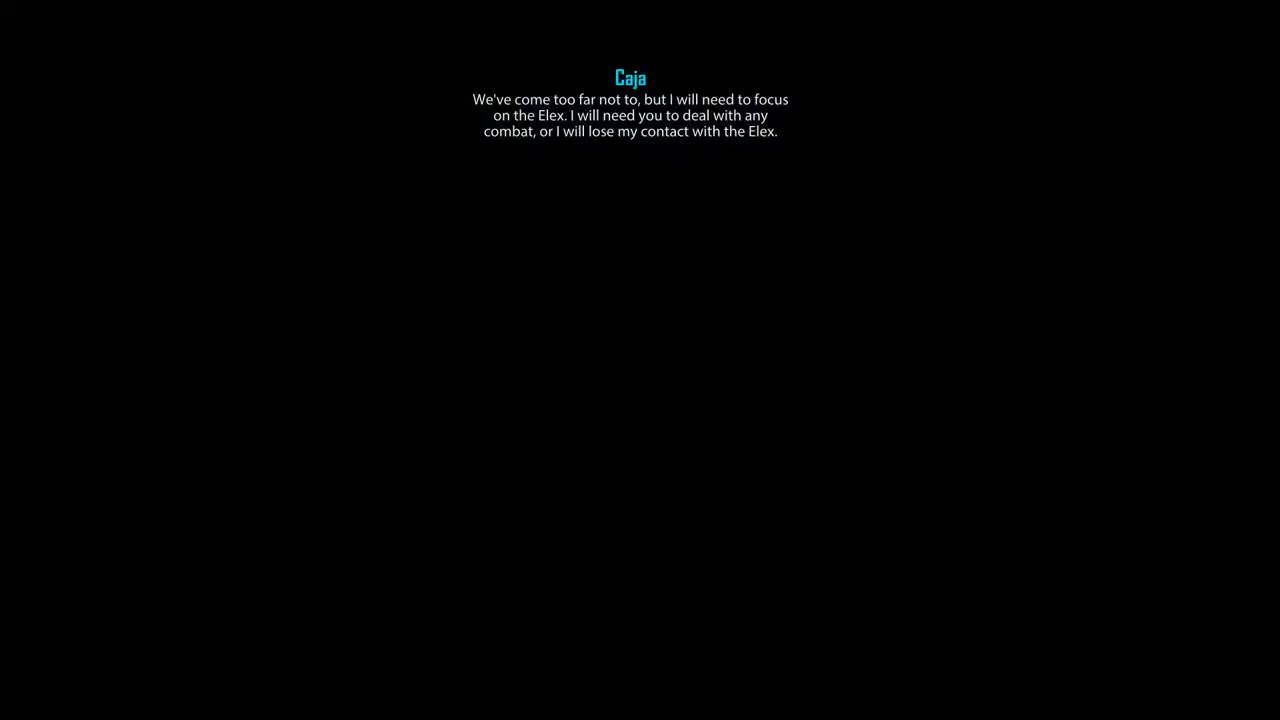 Caja
We've come too far not to, but I will need to focus
on the Elex. I will need you to deal with any
combat, or I will lose my contact with the Elex.